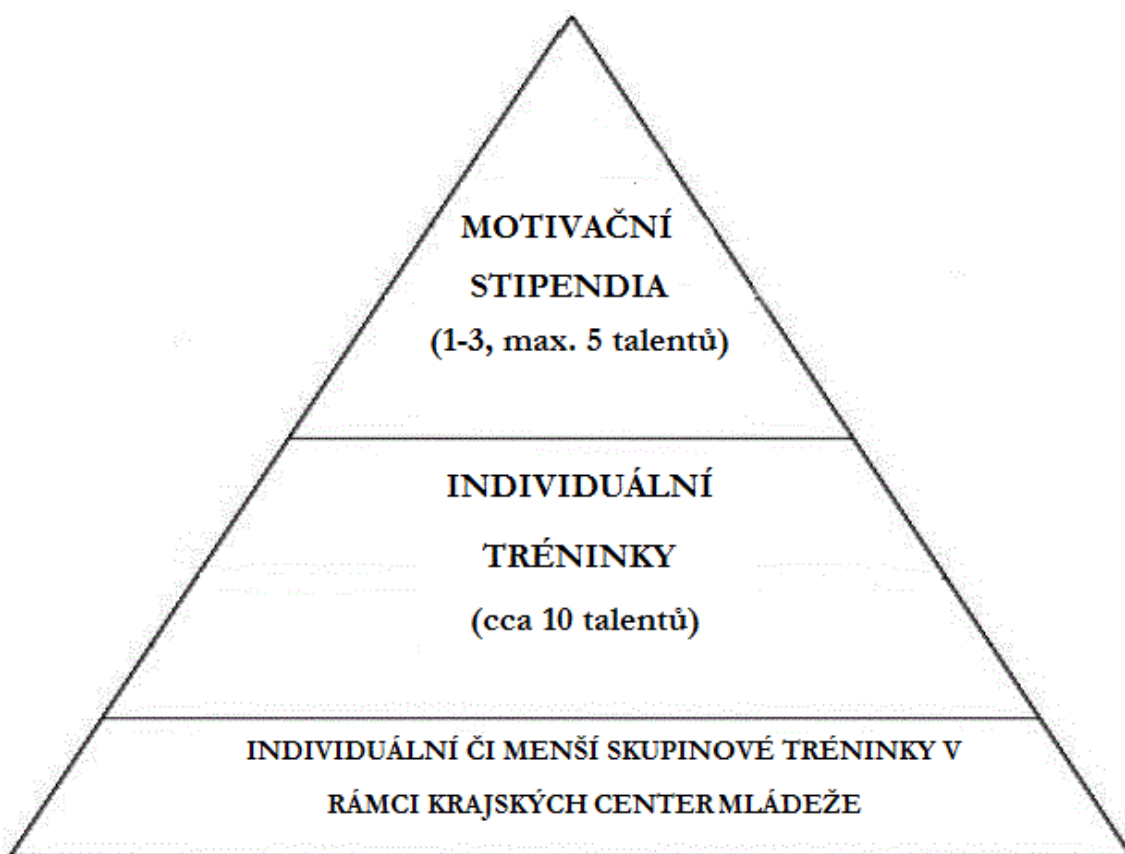 MOTIVAČNÍ
STIPENDIA
(1-3, max. 5 talentů)
INDIVIDUÁLNÍ
TRÉNINKY
(cca 10 talentů)
INDIVIDUÁLNÍ ČI MENŠÍ SKUPINOVÉ TRÉNINKY V
RÁMCI KRAJSKÝCH CENTER MLÁDEŽE